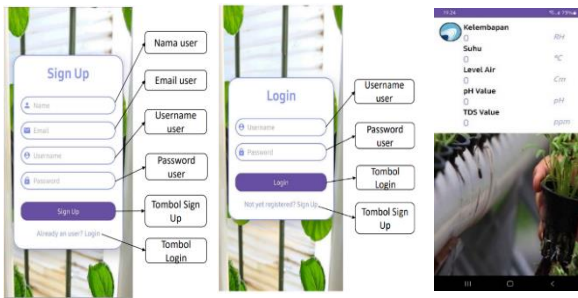 Sign Up
Name
Email
Username
Password
Sign Up
Already an user? Login
Nama user
Email user
Username
user
Password
user
Tombol Sign
Up
Tombol
Login
Login
Username
Password
Login
Not yet registered? Sign Up
Username
user
Password
user
Tombol
Login
Tombol Sign
Up
Kelembapan
0 RH
Suhu
0 °C
Level Air
0 Cm
pH Value
0 pH
TDS Value
0 ppm